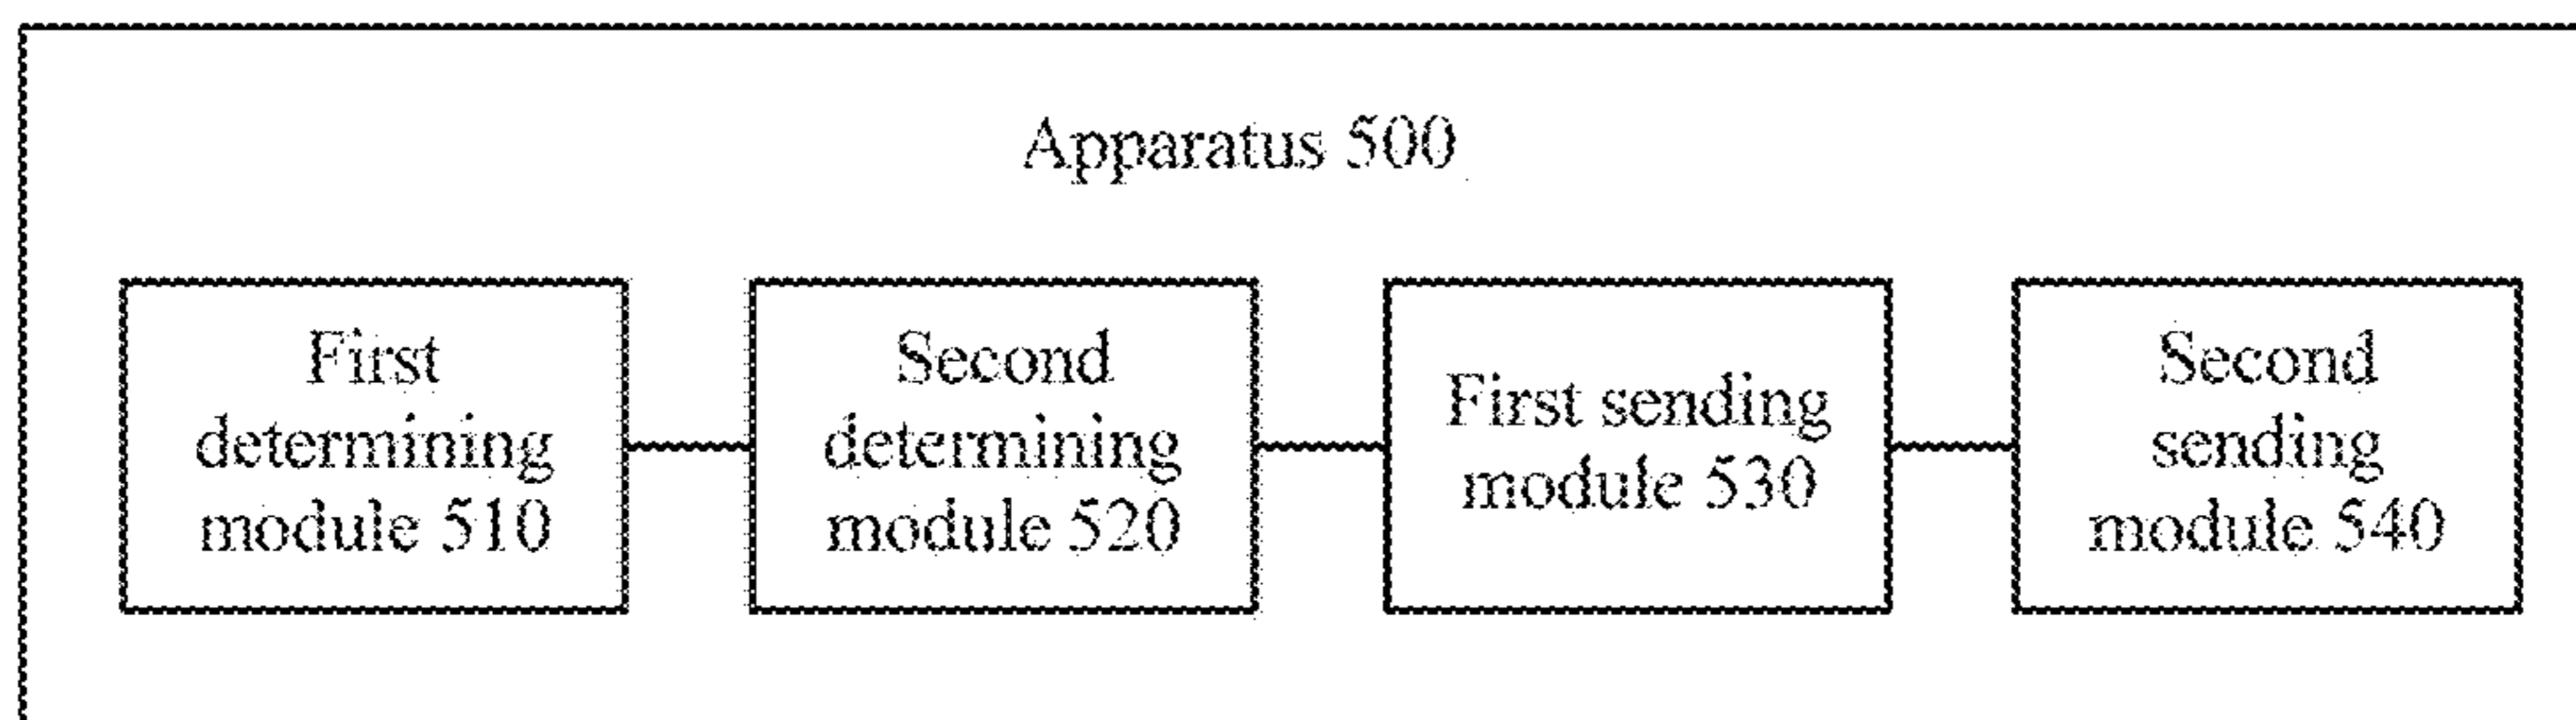 Apparatus 500
First
determining
module 510
Second
determining
module 520
First sending
module 530
Second
sending
module 540